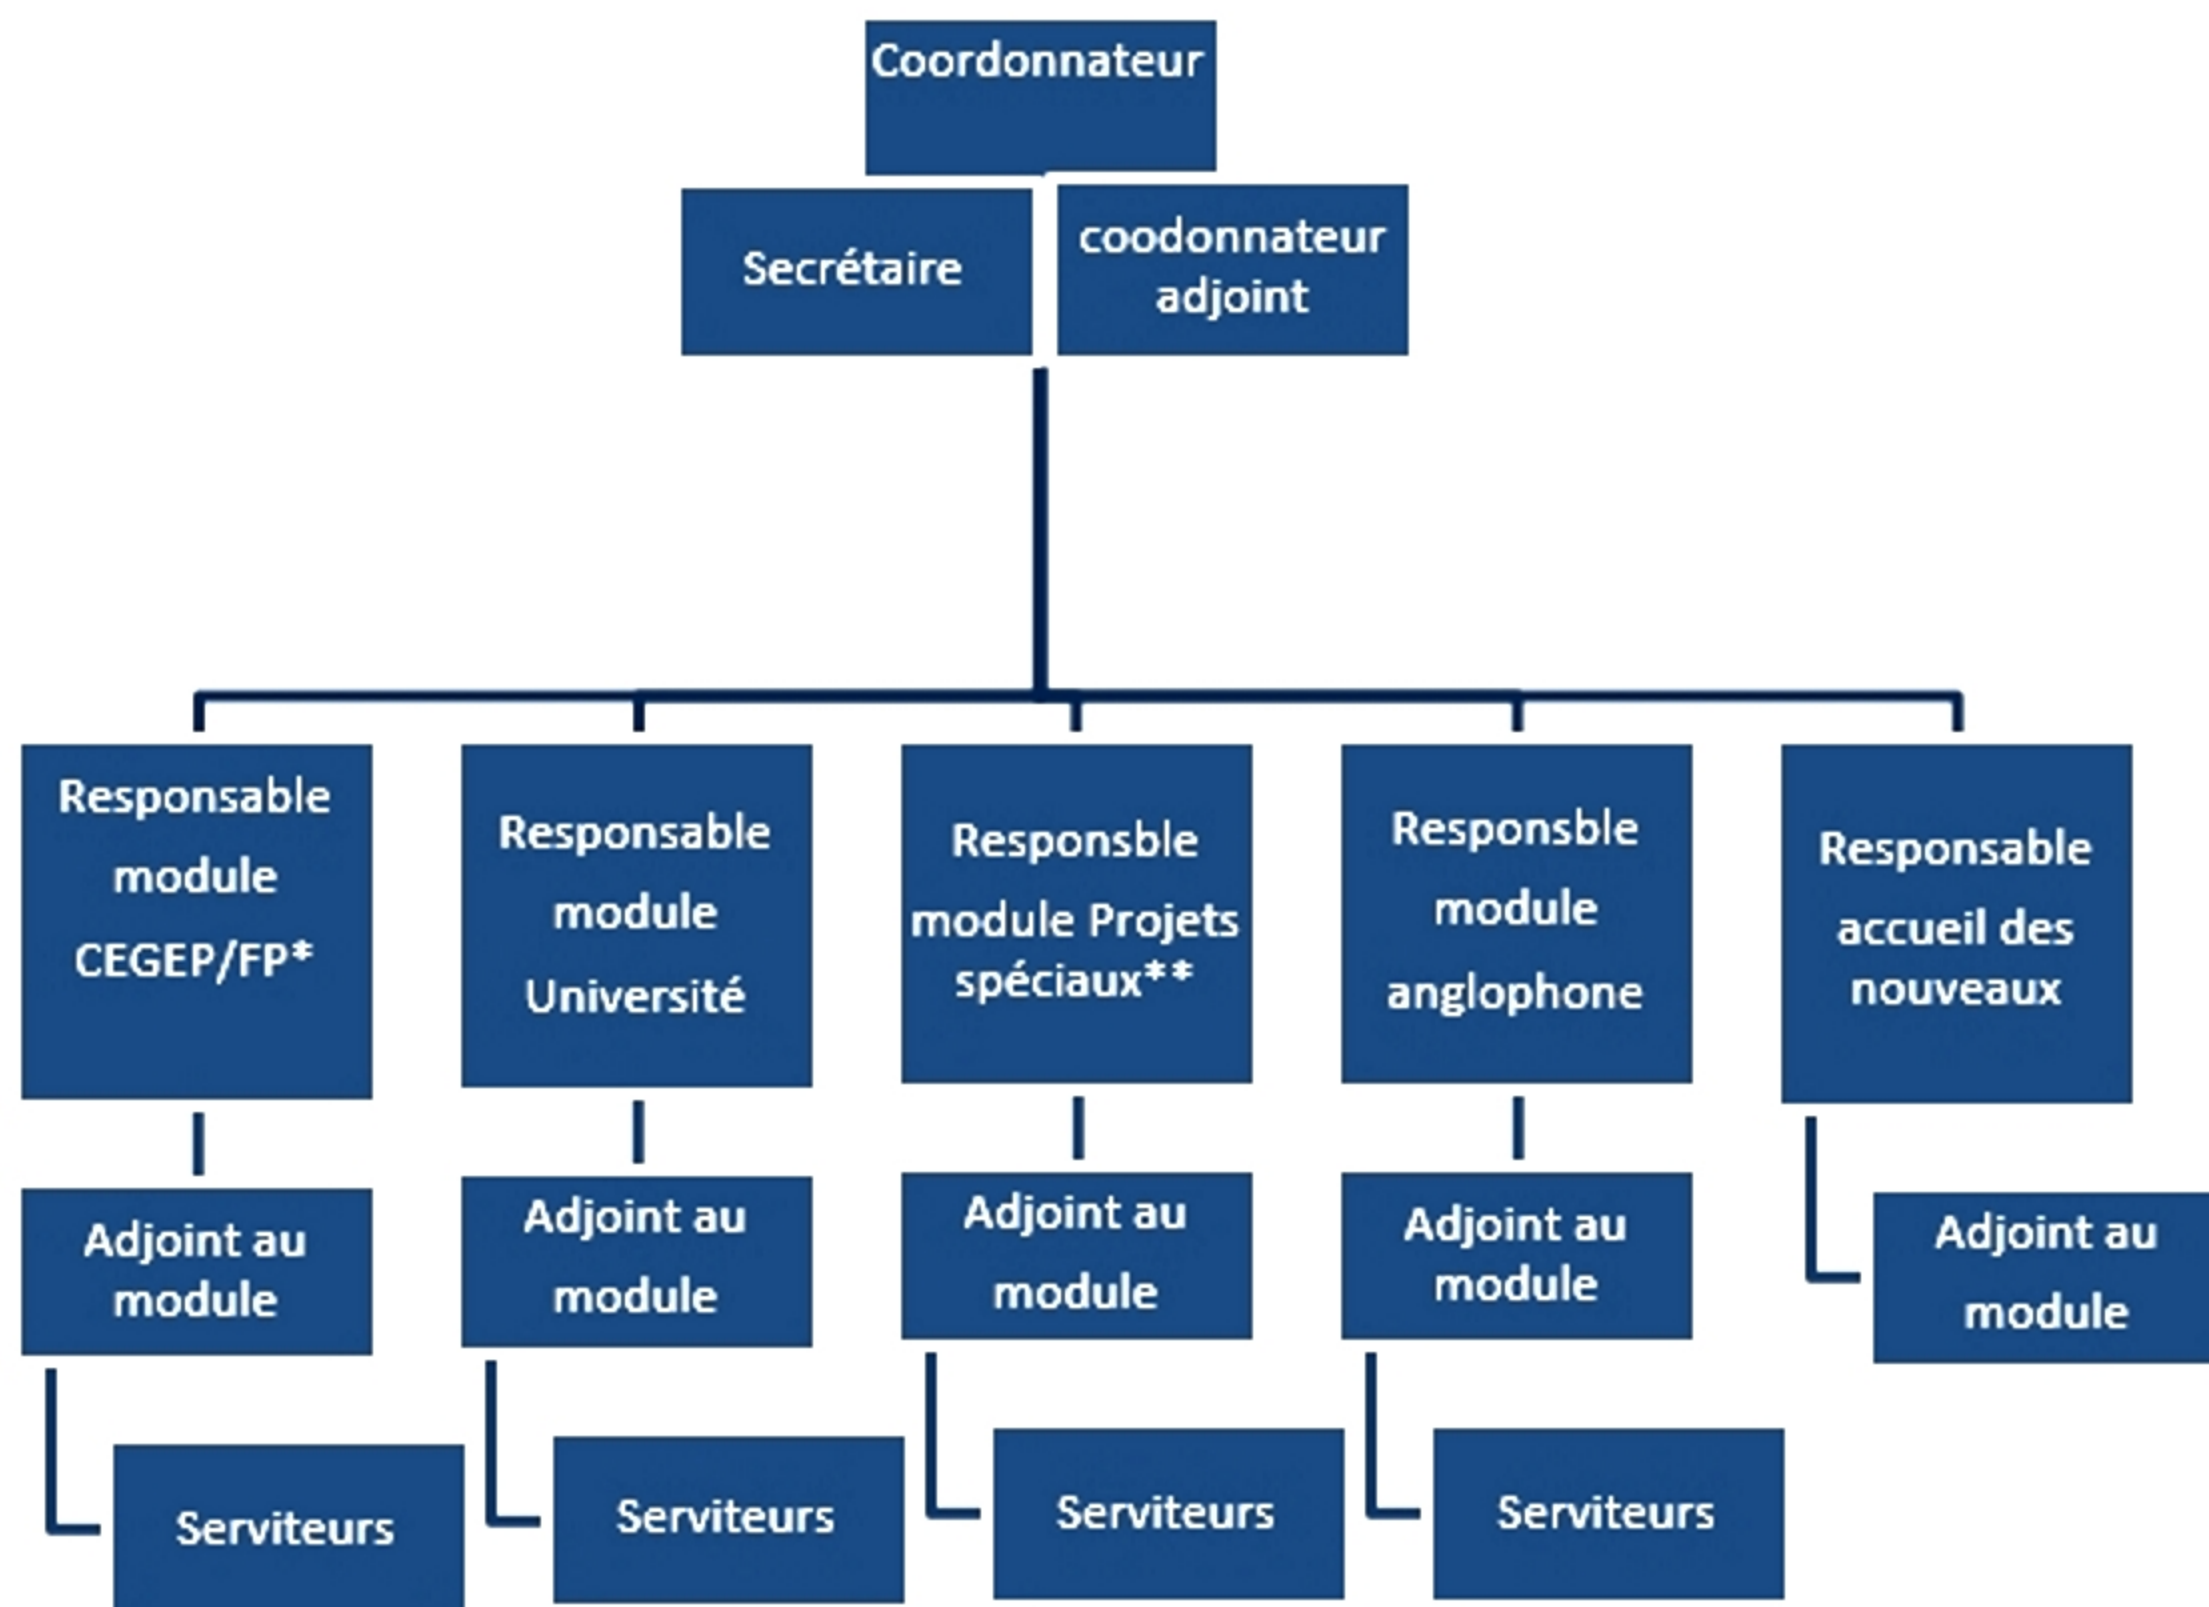 Coordonnateur
Secrétaire
coodonnateur
adjoint
Responsable
module
CEGEP/FP*
Responsable
module
Université
Responsble
module Projets
spéciaux**
Responsble
module
anglophone
Responsable
accueil des
nouveaux
Adjoint au
module
Adjoint au
module
Adjoint au
module
Adjoint au
module
Adjoint au
module
Serviteurs
Serviteurs
Serviteurs
Serviteurs